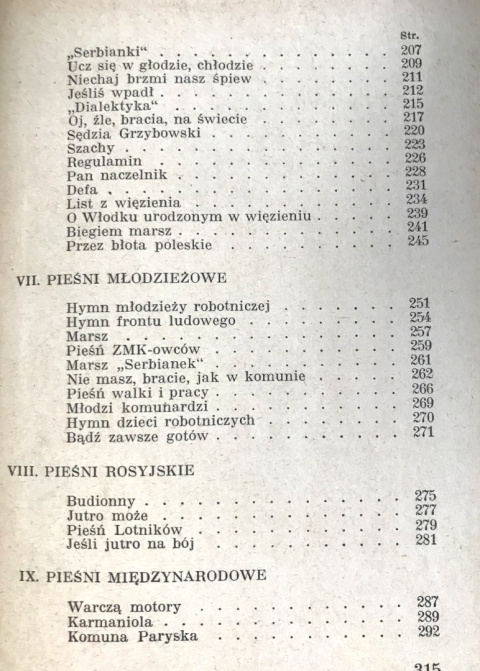 Str.
„Serbianki“ . . . . . . . . . . . . 207
Ucz się w głodzie, chłodzie . . . . . . . 209
Niechaj brzmi nasz śpiew . . . . . . . 211
Jeśliś wpadł . . . . . . . . . . . . 212
„Dialektyka“ . . . . . . . . . . . . 215
Oj, źle, bracia, na świecie . . . . . . . 217
Sędzia Grzybowski . . . . . . . . . . 220
Szachy . . . . . . . . . . . . . . 223
Regulamin . . . . . . . . . . . . . 226
Pan naczelnik . . . . . . . . . . . . 228
Defa . . . . . . . . . . . . . . . 231
List z więzienia . . . . . . . . . . . 234
O Włodku urodzonym w więzieniu . . . . . 239
Biegiem marsz . . . . . . . . . . . . 241
Przez błota poleskie . . . . . . . . . 245
VII. PIEŚNI MŁODZIEŻOWE
Hymn młodzieży robotniczej . . . . . . . 251
Hymn frontu ludowego . . . . . . . . . 254
Marsz . . . . . . . . . . . . . . 257
Pieśń ZMK-owców . . . . . . . . . . 259
Marsz „Serbianek“ . . . . . . . . . . 261
Nie masz, bracie, jak w komunie . . . . . 262
Pieśń walki i pracy . . . . . . . . . . 266
Młodzi komunardzi . . . . . . . . . . 269
Hymn dzieci robotniczych . . . . . . . . 270
Bądź zawsze gotów . . . . . . . . . . 271
VIII. PIEŚNI ROSYJSKIE
Budionny . . . . . . . . . . . . . 275
Jutro może . . . . . . . . . . . . 277
Pieśń Lotników . . . . . . . . . . . 279
Jeśli jutro na bój . . . . . . . . . . 281
IX. PIEŚNI MIĘDZYNARODOWE
Warczą motory . . . . . . . . . . . 287
Karmaniola . . . . . . . . . . . . 289
Komuna Paryska . . . . . . . . . . . 292
315